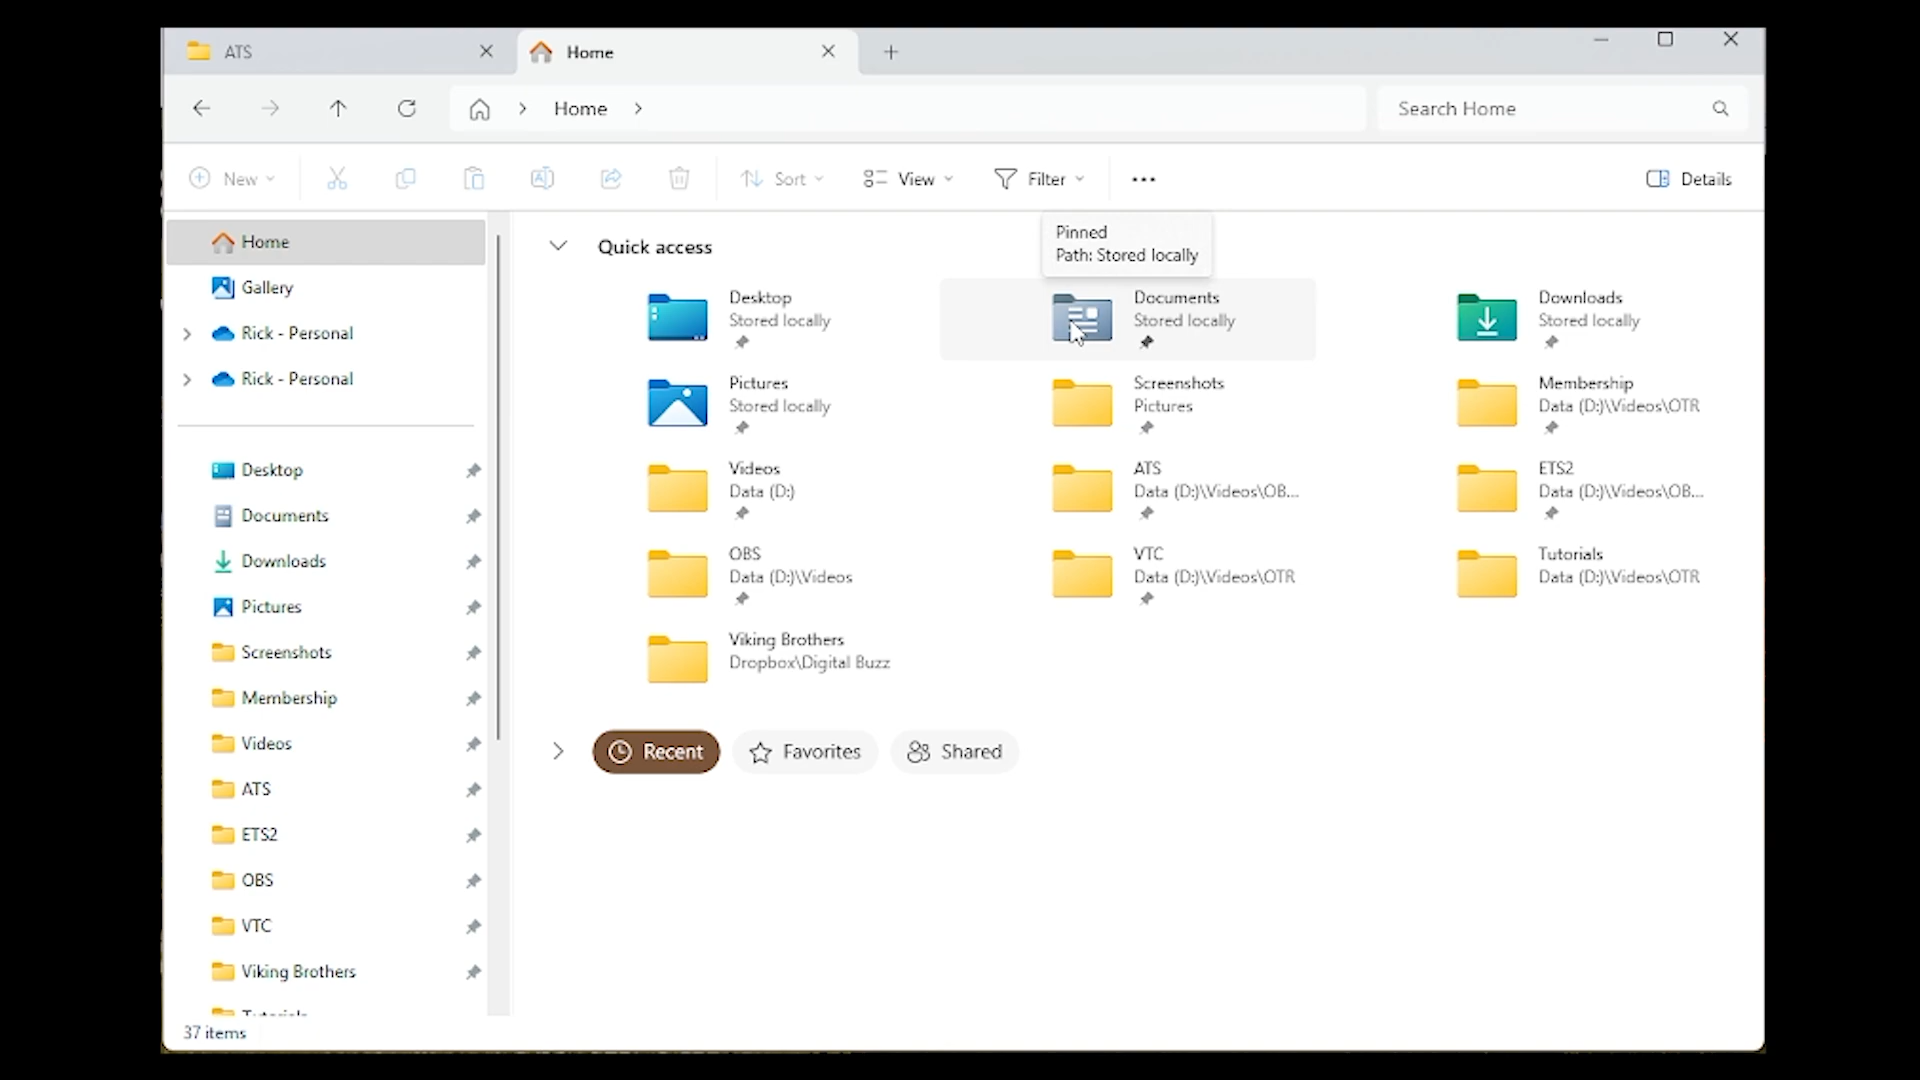 ATS
Home
Home
Search Home
New
Sort
View
Filter
Details
Home
Gallery
Rick - Personal
Rick - Personal
Desktop
Documents
Downloads
Pictures
Screenshots
Membership
Videos
ATS
ETS2
OBS
VTC
Viking Brothers
Tutorials
37 items
Quick access
Pinned
Path: Stored locally
Desktop
Stored locally
Documents
Stored locally
Downloads
Stored locally
Pictures
Stored locally
Screenshots
Pictures
Membership
Data (D:)\Videos\OTR
Videos
Data (D:)
ATS
Data (D:)\Videos\OB...
ETS2
Data (D:)\Videos\OB...
OBS
Data (D:)\Videos
VTC
Data (D:)\Videos\OTR
Tutorials
Data (D:)\Videos\OTR
Viking Brothers
Dropbox\Digital Buzz
Recent
Favorites
Shared